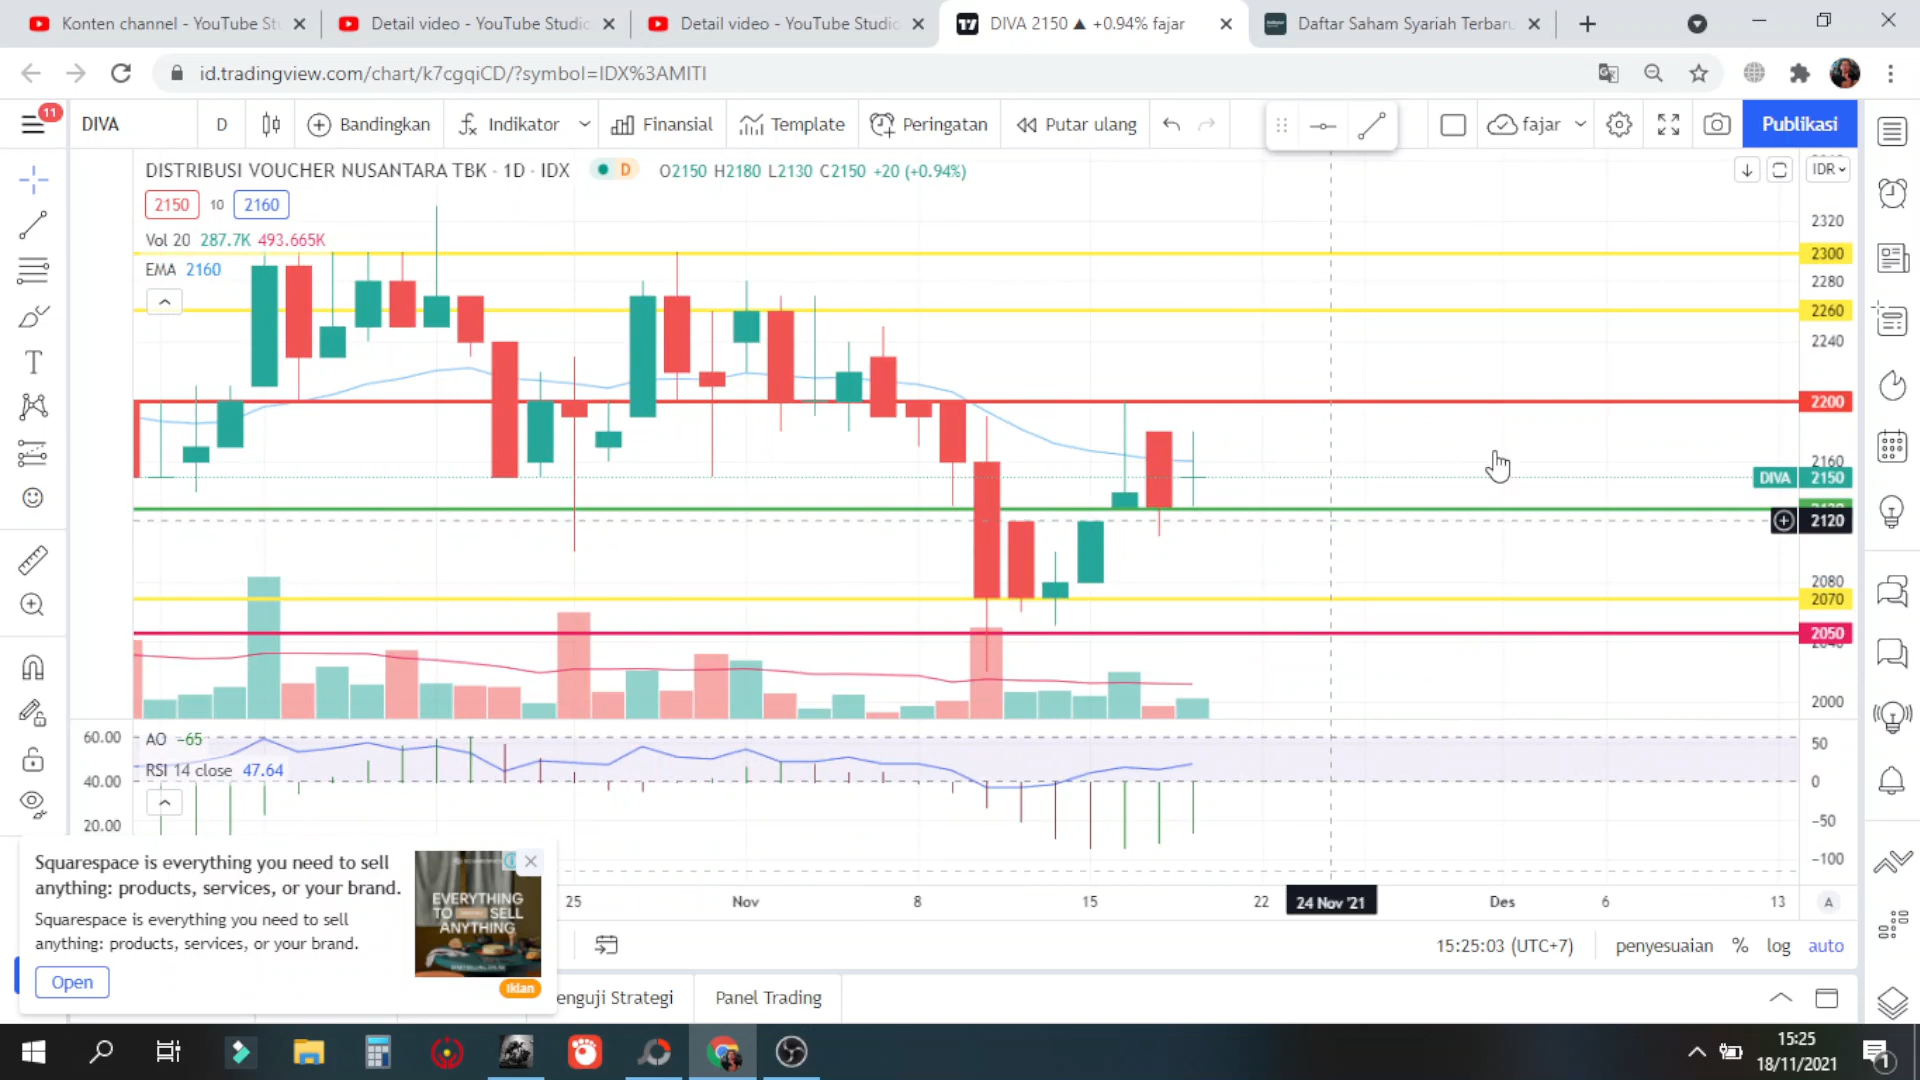 Konten channel - YouTube St
Detail video - YouTube Studio
Detail video - YouTube Studio
DIVA 2150 ▲ +0.94% fajar
Daftar Saham Syariah Terbaru
id.tradingview.com/chart/k7cgqiCD/?symbol=IDX%3AMITI
11
DIVA
D
Bandingkan
Indikator
Finansial
Template
Peringatan
Putar ulang
fajar
Publikasi
DISTRIBUSI VOUCHER NUSANTARA TBK · 1D · IDX
D
O2150 H2180 L2130 C2150 +20 (+0.94%)
IDR
2150
10
2160
Vol 20 287.7K 493.665K
EMA 2160
2320
2300
2280
2260
2240
2200
2160
DIVA 2150
2120
2080
2070
2050
2000
60.00
40.00
20.00
AO −65
RSI 14 close 47.64
50
0
−50
−100
25
Nov
8
15
22
24 Nov '21
Des
6
13
A
15:25:03 (UTC+7)
penyesuaian
%
log
auto
Squarespace is everything you need to sell
anything: products, services, or your brand.
Squarespace is everything you need to sell
anything: products, services, or your brand.
Open
EVERYTHING
TO SELL
ANYTHING
Iklan
enguji Strategi
Panel Trading
15:25
18/11/2021
1